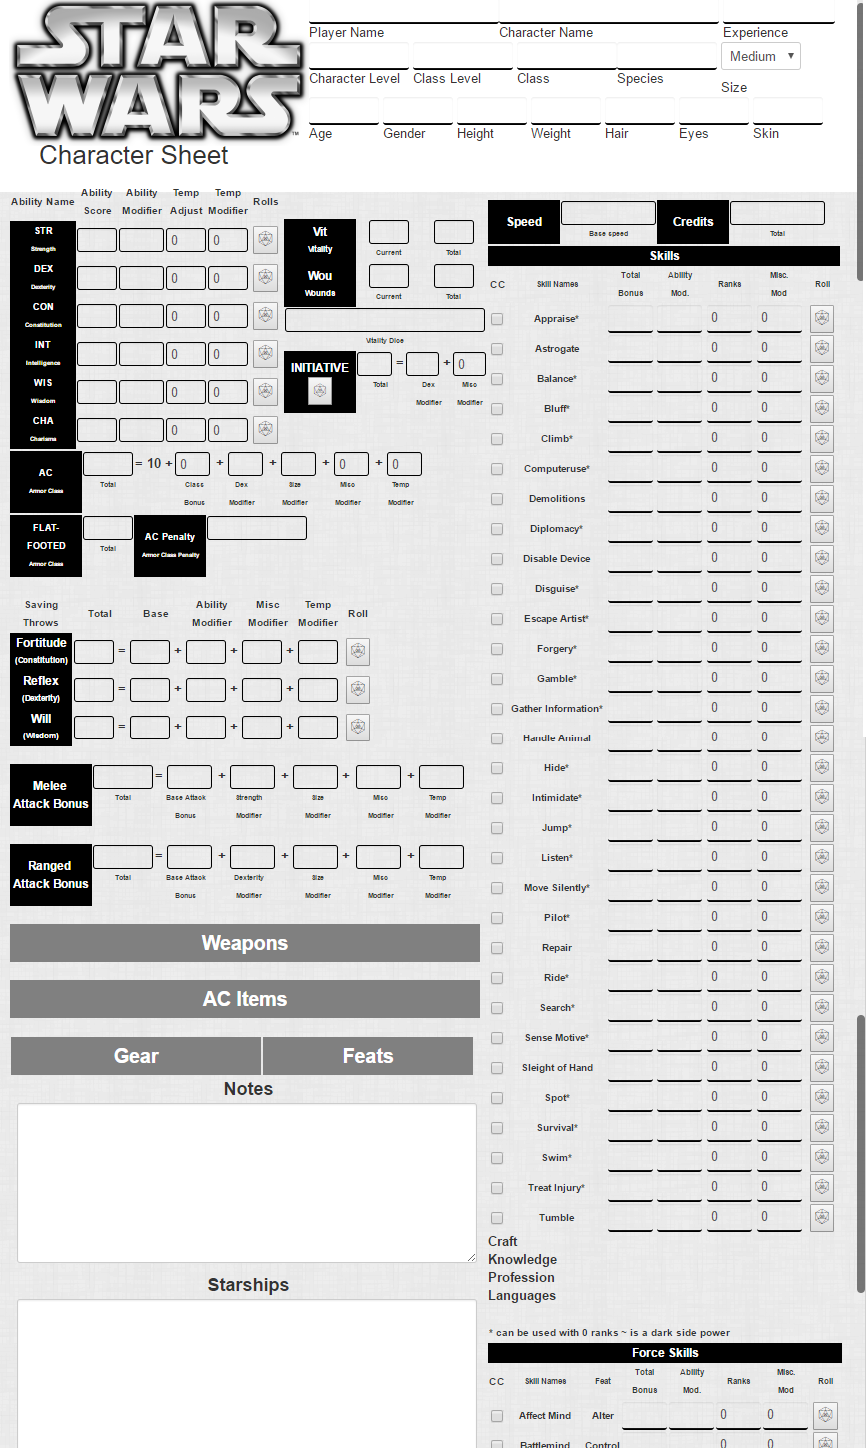 STAR
WARS
TM
Character Sheet
Player Name Character Name Experience
Medium
Character Level Class Level Class Species Size
Age Gender Height Weight Hair Eyes Skin
Ability Name Ability Score Ability Modifier Temp Adjust Temp Modifier Rolls
STR
Strength
0 0
DEX
Dexterity
0 0
CON
Constitution
0 0
INT
Intelligence
0 0
WIS
Wisdom
0 0
CHA
Charisma
0 0
Vit
Vitality
Current Total
Wou
Wounds
Current Total
Vitality Dice
INITIATIVE = + 0
Total Dex Modifier Misc Modifier
AC
Armor Class
= 10 + 0 + + + 0 + 0
Total Class Bonus Dex Modifier Size Modifier Misc Modifier Temp Modifier
FLAT-FOOTED
Armor Class
Total
AC Penalty
Armor Class Penalty
Saving Throws Total Base Ability Modifier Misc Modifier Temp Modifier Roll
Fortitude
(Constitution)
= + + +
Reflex
(Dexterity)
= + + +
Will
(Wisdom)
= + + +
Melee
Attack Bonus
= + + + +
Total Base Attack Bonus Strength Modifier Size Modifier Misc Modifier Temp Modifier
Ranged
Attack Bonus
= + + + +
Total Base Attack Bonus Dexterity Modifier Size Modifier Misc Modifier Temp Modifier
Weapons
AC Items
Gear Feats
Notes
Starships
Speed
Base speed
Credits
Total
Skills
CC Skill Names Total Bonus Ability Mod. Ranks Misc. Mod Roll
Appraise* 0 0
Astrogate 0 0
Balance* 0 0
Bluff* 0 0
Climb* 0 0
Computeruse* 0 0
Demolitions 0 0
Diplomacy* 0 0
Disable Device 0 0
Disguise* 0 0
Escape Artist* 0 0
Forgery* 0 0
Gamble* 0 0
Gather Information* 0 0
Handle Animal 0 0
Hide* 0 0
Intimidate* 0 0
Jump* 0 0
Listen* 0 0
Move Silently* 0 0
Pilot* 0 0
Repair 0 0
Ride* 0 0
Search* 0 0
Sense Motive* 0 0
Sleight of Hand 0 0
Spot* 0 0
Survival* 0 0
Swim* 0 0
Treat Injury* 0 0
Tumble 0 0
Craft
Knowledge
Profession
Languages
* can be used with 0 ranks ~ is a dark side power
Force Skills
CC Skill Names Feat Total Bonus Ability Mod. Ranks Misc. Mod Roll
Affect Mind Alter 0 0
Battlemind Control 0 0